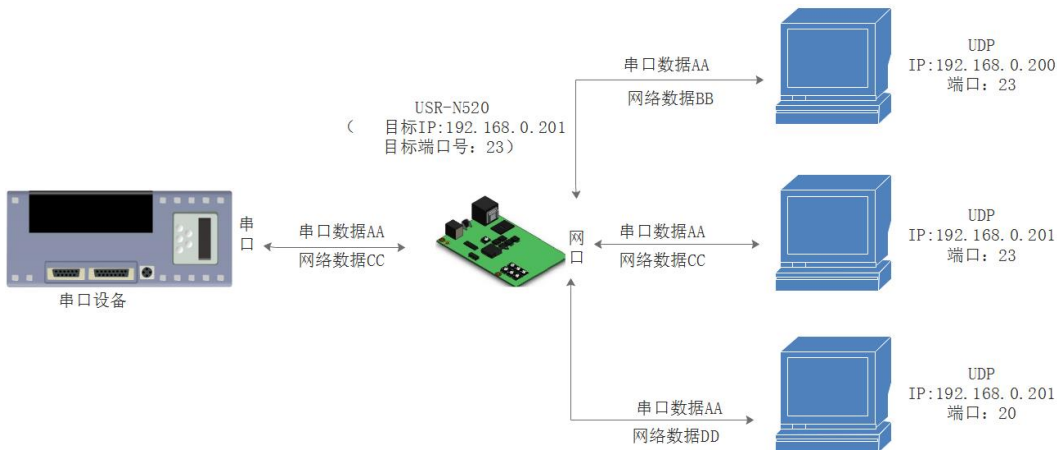 串口数据AA
网络数据BB
UDP
IP:192.168.0.200
端口：23
USR-N520
（ 目标IP:192.168.0.201
目标端口号：23）
串口
串口数据AA
网络数据CC
网口
串口数据AA
网络数据CC
UDP
IP:192.168.0.201
端口：23
串口设备
串口数据AA
网络数据DD
UDP
IP:192.168.0.201
端口：20